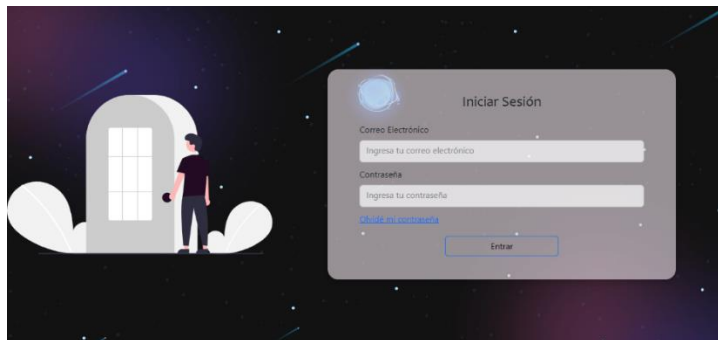 Iniciar Sesión
Correo Electrónico
Ingresa tu correo electrónico
Contraseña
Ingresa tu contraseña
Olvidé mi contraseña
Entrar